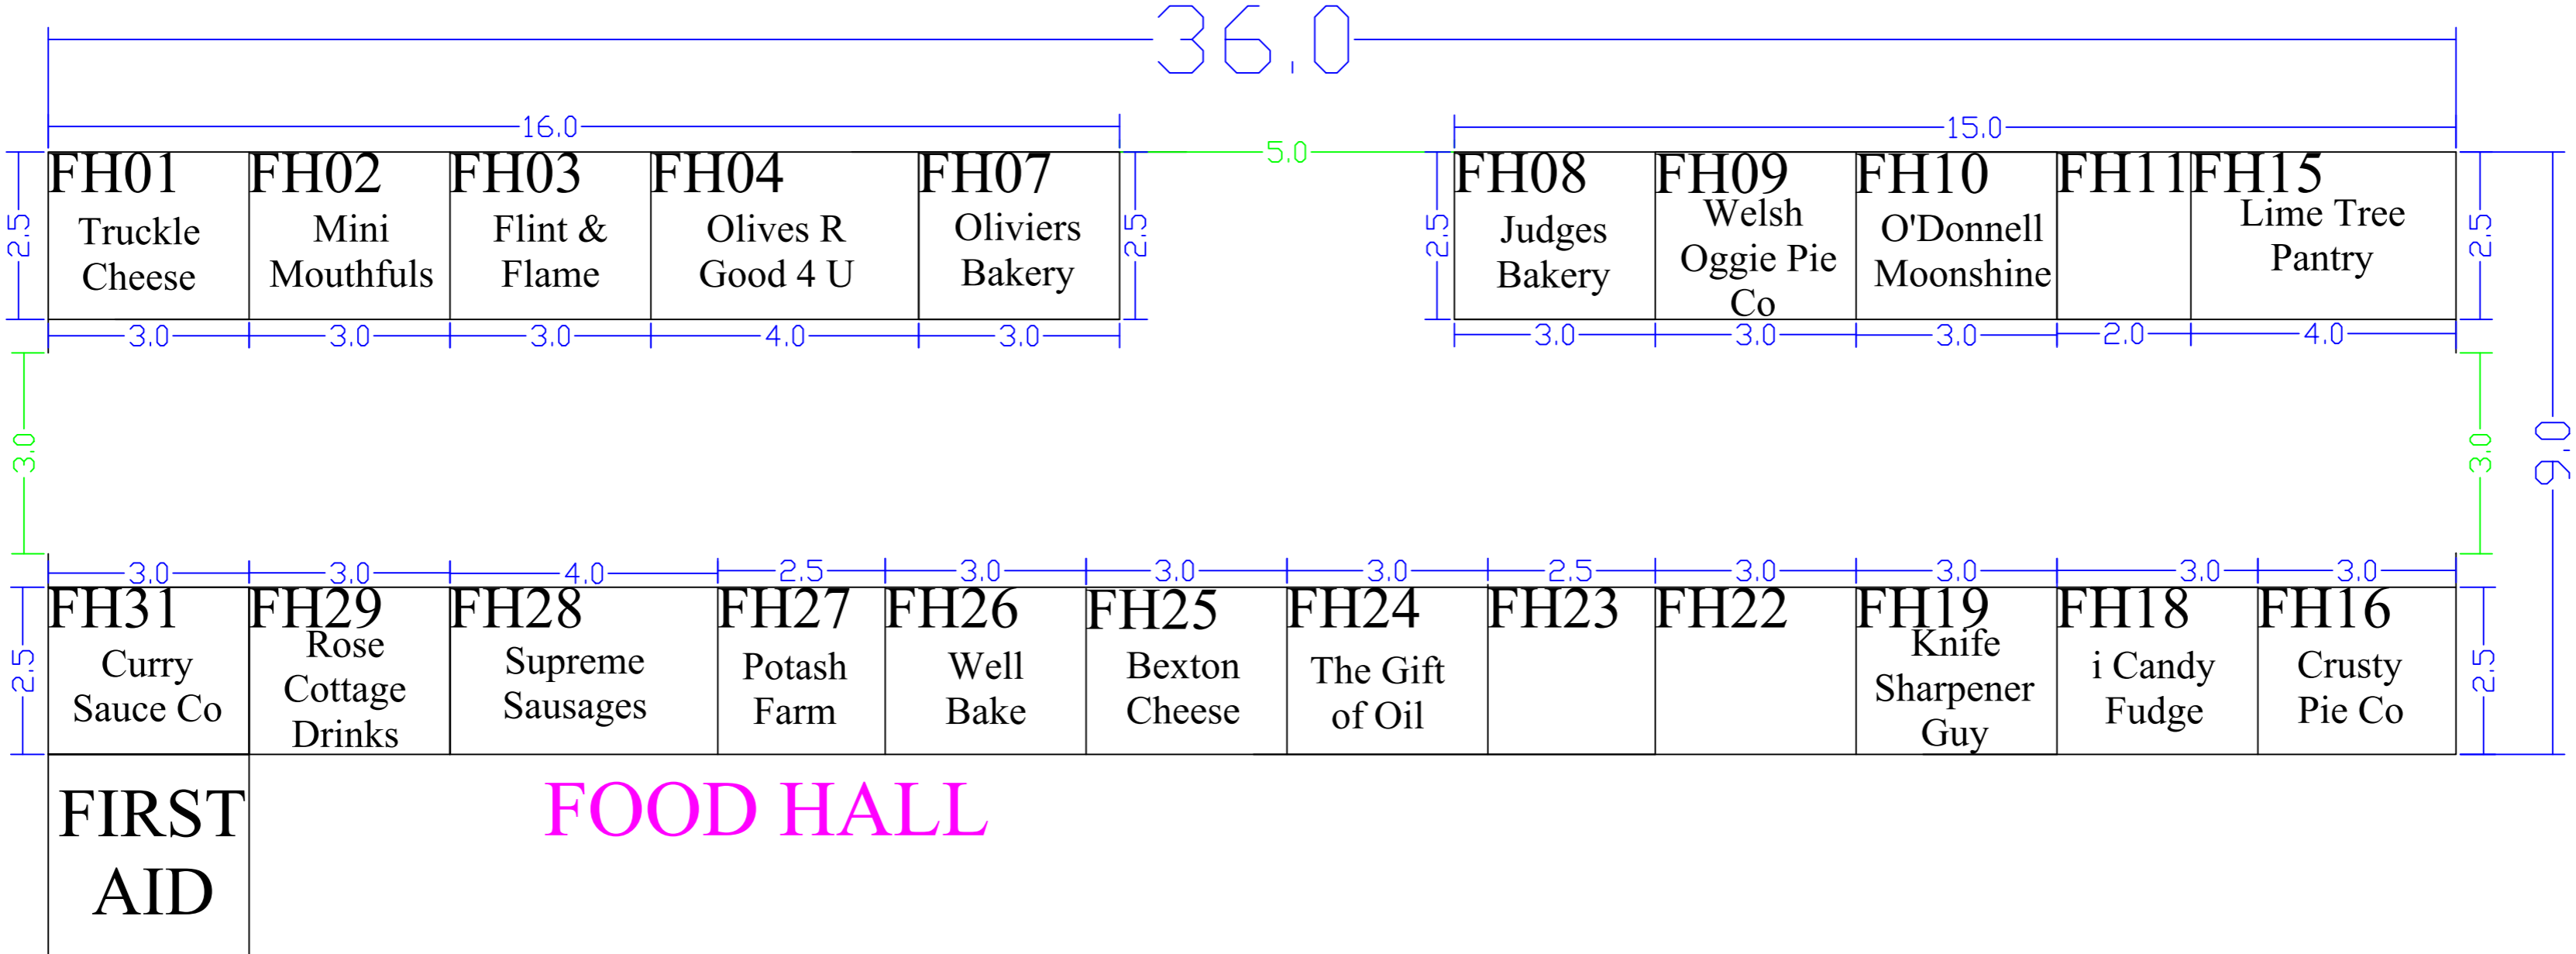 36.0
16.0
15.0
5.0
FH01
Truckle
Cheese
FH02
Mini
Mouthfuls
FH03
Flint &
Flame
FH04
Olives R
Good 4 U
FH07
Oliviers
Bakery
FH08
Judges
Bakery
FH09
Welsh
Oggie Pie
Co
FH10
O'Donnell
Moonshine
FH11
FH15
Lime Tree
Pantry
2.5
2.5
2.5
2.5
3.0
3.0
3.0
4.0
3.0
3.0
3.0
3.0
2.0
4.0
3.0
3.0
9.0
3.0
3.0
4.0
2.5
3.0
3.0
3.0
2.5
3.0
3.0
3.0
3.0
2.5
FH31
Curry
Sauce Co
FH29
Rose
Cottage
Drinks
FH28
Supreme
Sausages
FH27
Potash
Farm
FH26
Well
Bake
FH25
Bexton
Cheese
FH24
The Gift
of Oil
FH23
FH22
FH19
Knife
Sharpener
Guy
FH18
i Candy
Fudge
FH16
Crusty
Pie Co
2.5
FIRST
AID
FOOD HALL